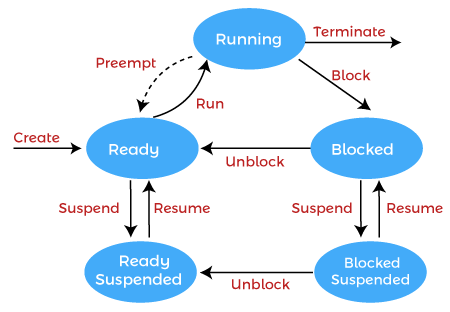 Running
Terminate
Preempt
Block
Run
Create
Ready
Blocked
Unblock
Suspend
Resume
Suspend
Resume
Ready
Suspended
Blocked
Suspended
Unblock